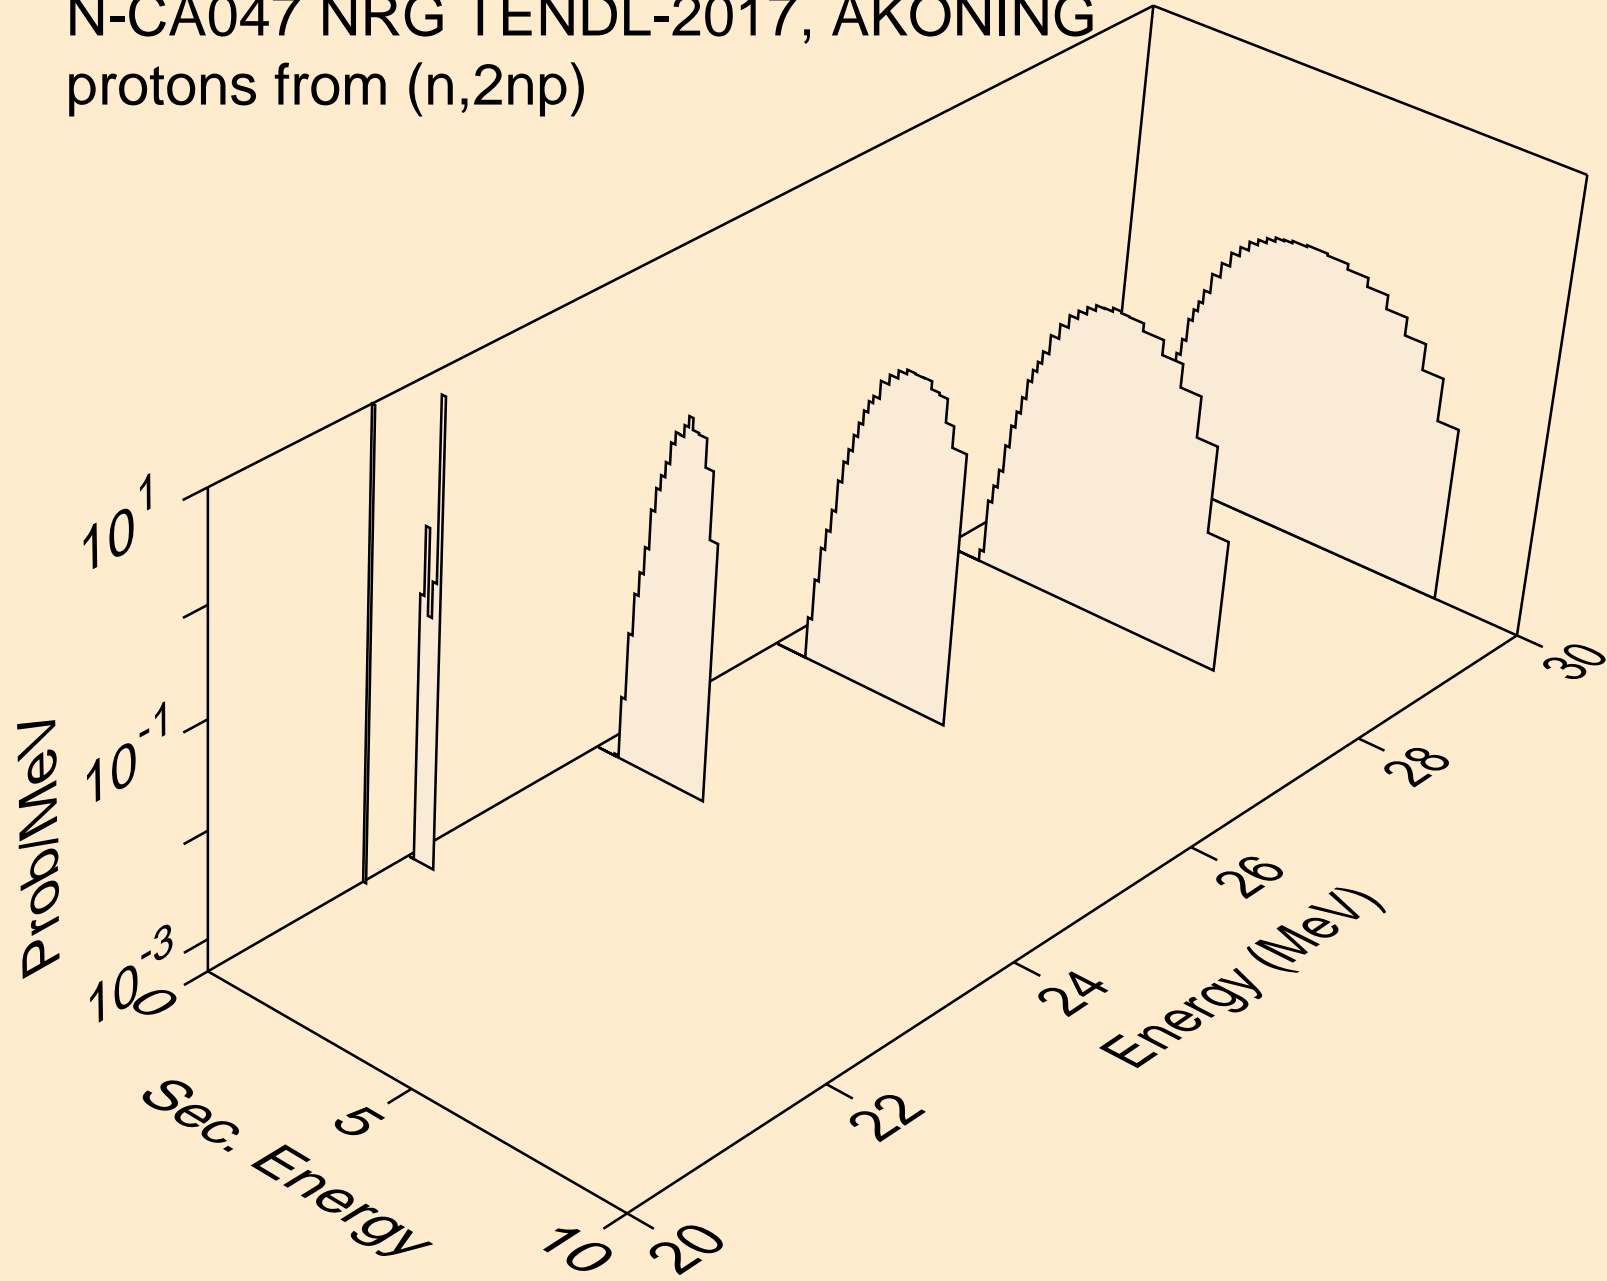 N-CA047 NRG TENDL-2017, AKONING
protons from (n,2np)
10^1
10^-1
10^-3
Prob/MeV
0
5
10
Sec. Energy
20
22
24
26
28
30
Energy (MeV)